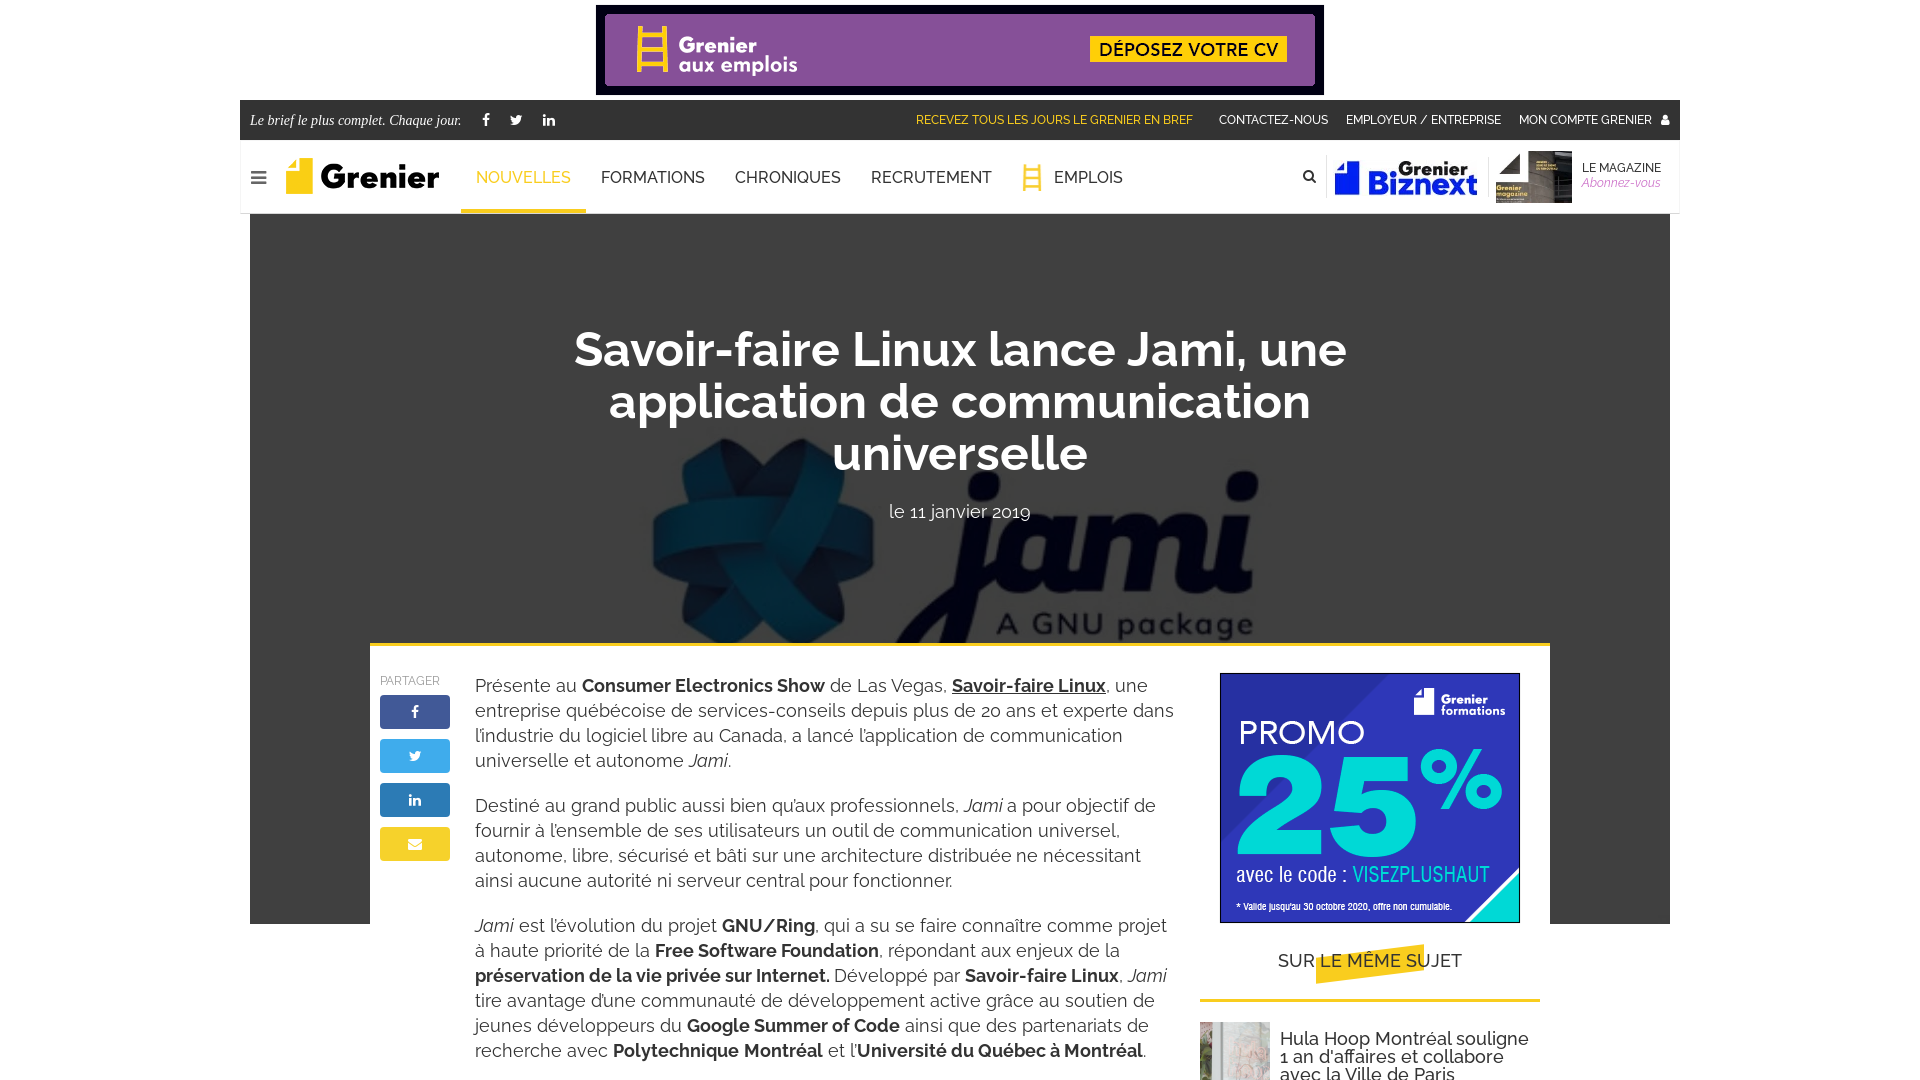 Grenier
aux emplois
DÉPOSEZ VOTRE CV
Le brief le plus complet. Chaque jour.
RECEVEZ TOUS LES JOURS LE GRENIER EN BREF
CONTACTEZ-NOUS
EMPLOYEUR / ENTREPRISE
MON COMPTE GRENIER
Grenier
NOUVELLES
FORMATIONS
CHRONIQUES
RECRUTEMENT
EMPLOIS
Grenier
Biznext
Grenier
magazine
LE MAGAZINE
Abonnez-vous
Savoir-faire Linux lance Jami, une
application de communication
universelle
le 11 janvier 2019
jami
A GNU package
PARTAGER
Présente au Consumer Electronics Show de Las Vegas, Savoir-faire Linux, une
entreprise québécoise de services-conseils depuis plus de 20 ans et experte dans
l’industrie du logiciel libre au Canada, a lancé l’application de communication
universelle et autonome Jami.
Destiné au grand public aussi bien qu’aux professionnels, Jami a pour objectif de
fournir à l’ensemble de ses utilisateurs un outil de communication universel,
autonome, libre, sécurisé et bâti sur une architecture distribuée ne nécessitant
ainsi aucune autorité ni serveur central pour fonctionner.
Jami est l’évolution du projet GNU/Ring, qui a su se faire connaître comme projet
à haute priorité de la Free Software Foundation, répondant aux enjeux de la
préservation de la vie privée sur Internet. Développé par Savoir-faire Linux, Jami
tire avantage d’une communauté de développement active grâce au soutien de
jeunes développeurs du Google Summer of Code ainsi que des partenariats de
recherche avec Polytechnique Montréal et l’Université du Québec à Montréal.
Grenier
formations
PROMO
25%
avec le code : VISEZPLUSHAUT
* Valide jusqu'au 30 octobre 2020, offre non cumulable.
SUR LE MÊME SUJET
Hula Hoop Montréal souligne
1 an d'affaires et collabore
avec la Ville de Paris